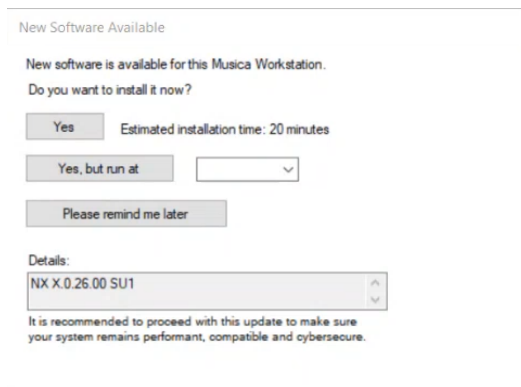 New Software Available
New software is available for this Musica Workstation.
Do you want to install it now?
Yes
Estimated installation time: 20 minutes
Yes, but run at
Please remind me later
Details:
NX X.0.26.00 SU1
It is recommended to proceed with this update to make sure
your system remains performant, compatible and cybersecure.